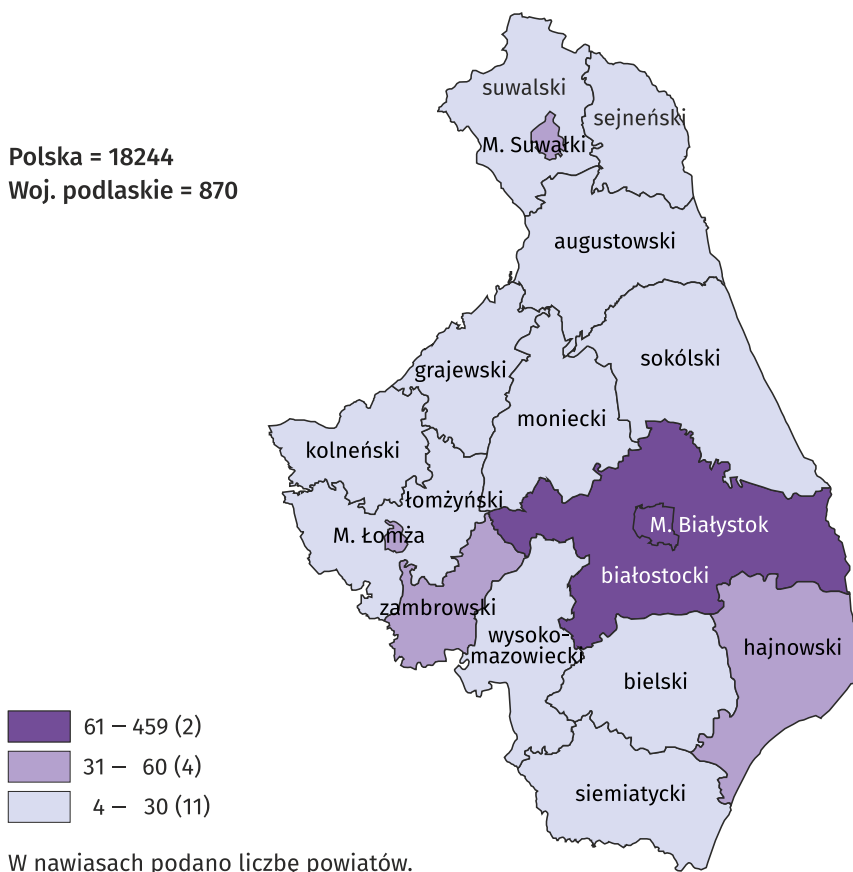 suwalski
sejneński
M. Suwałki
Polska = 18244
Woj. podlaskie = 870
augustowski
sokólski
grajewski
moniecki
kolneński
łomżyński
M. Łomża
M. Białystok
białostocki
zambrowski
wysoko-
mazowiecki
hajnowski
bielski
siemiatycki
61 – 459 (2)
31 – 60 (4)
4 – 30 (11)
W nawiasach podano liczbę powiatów.